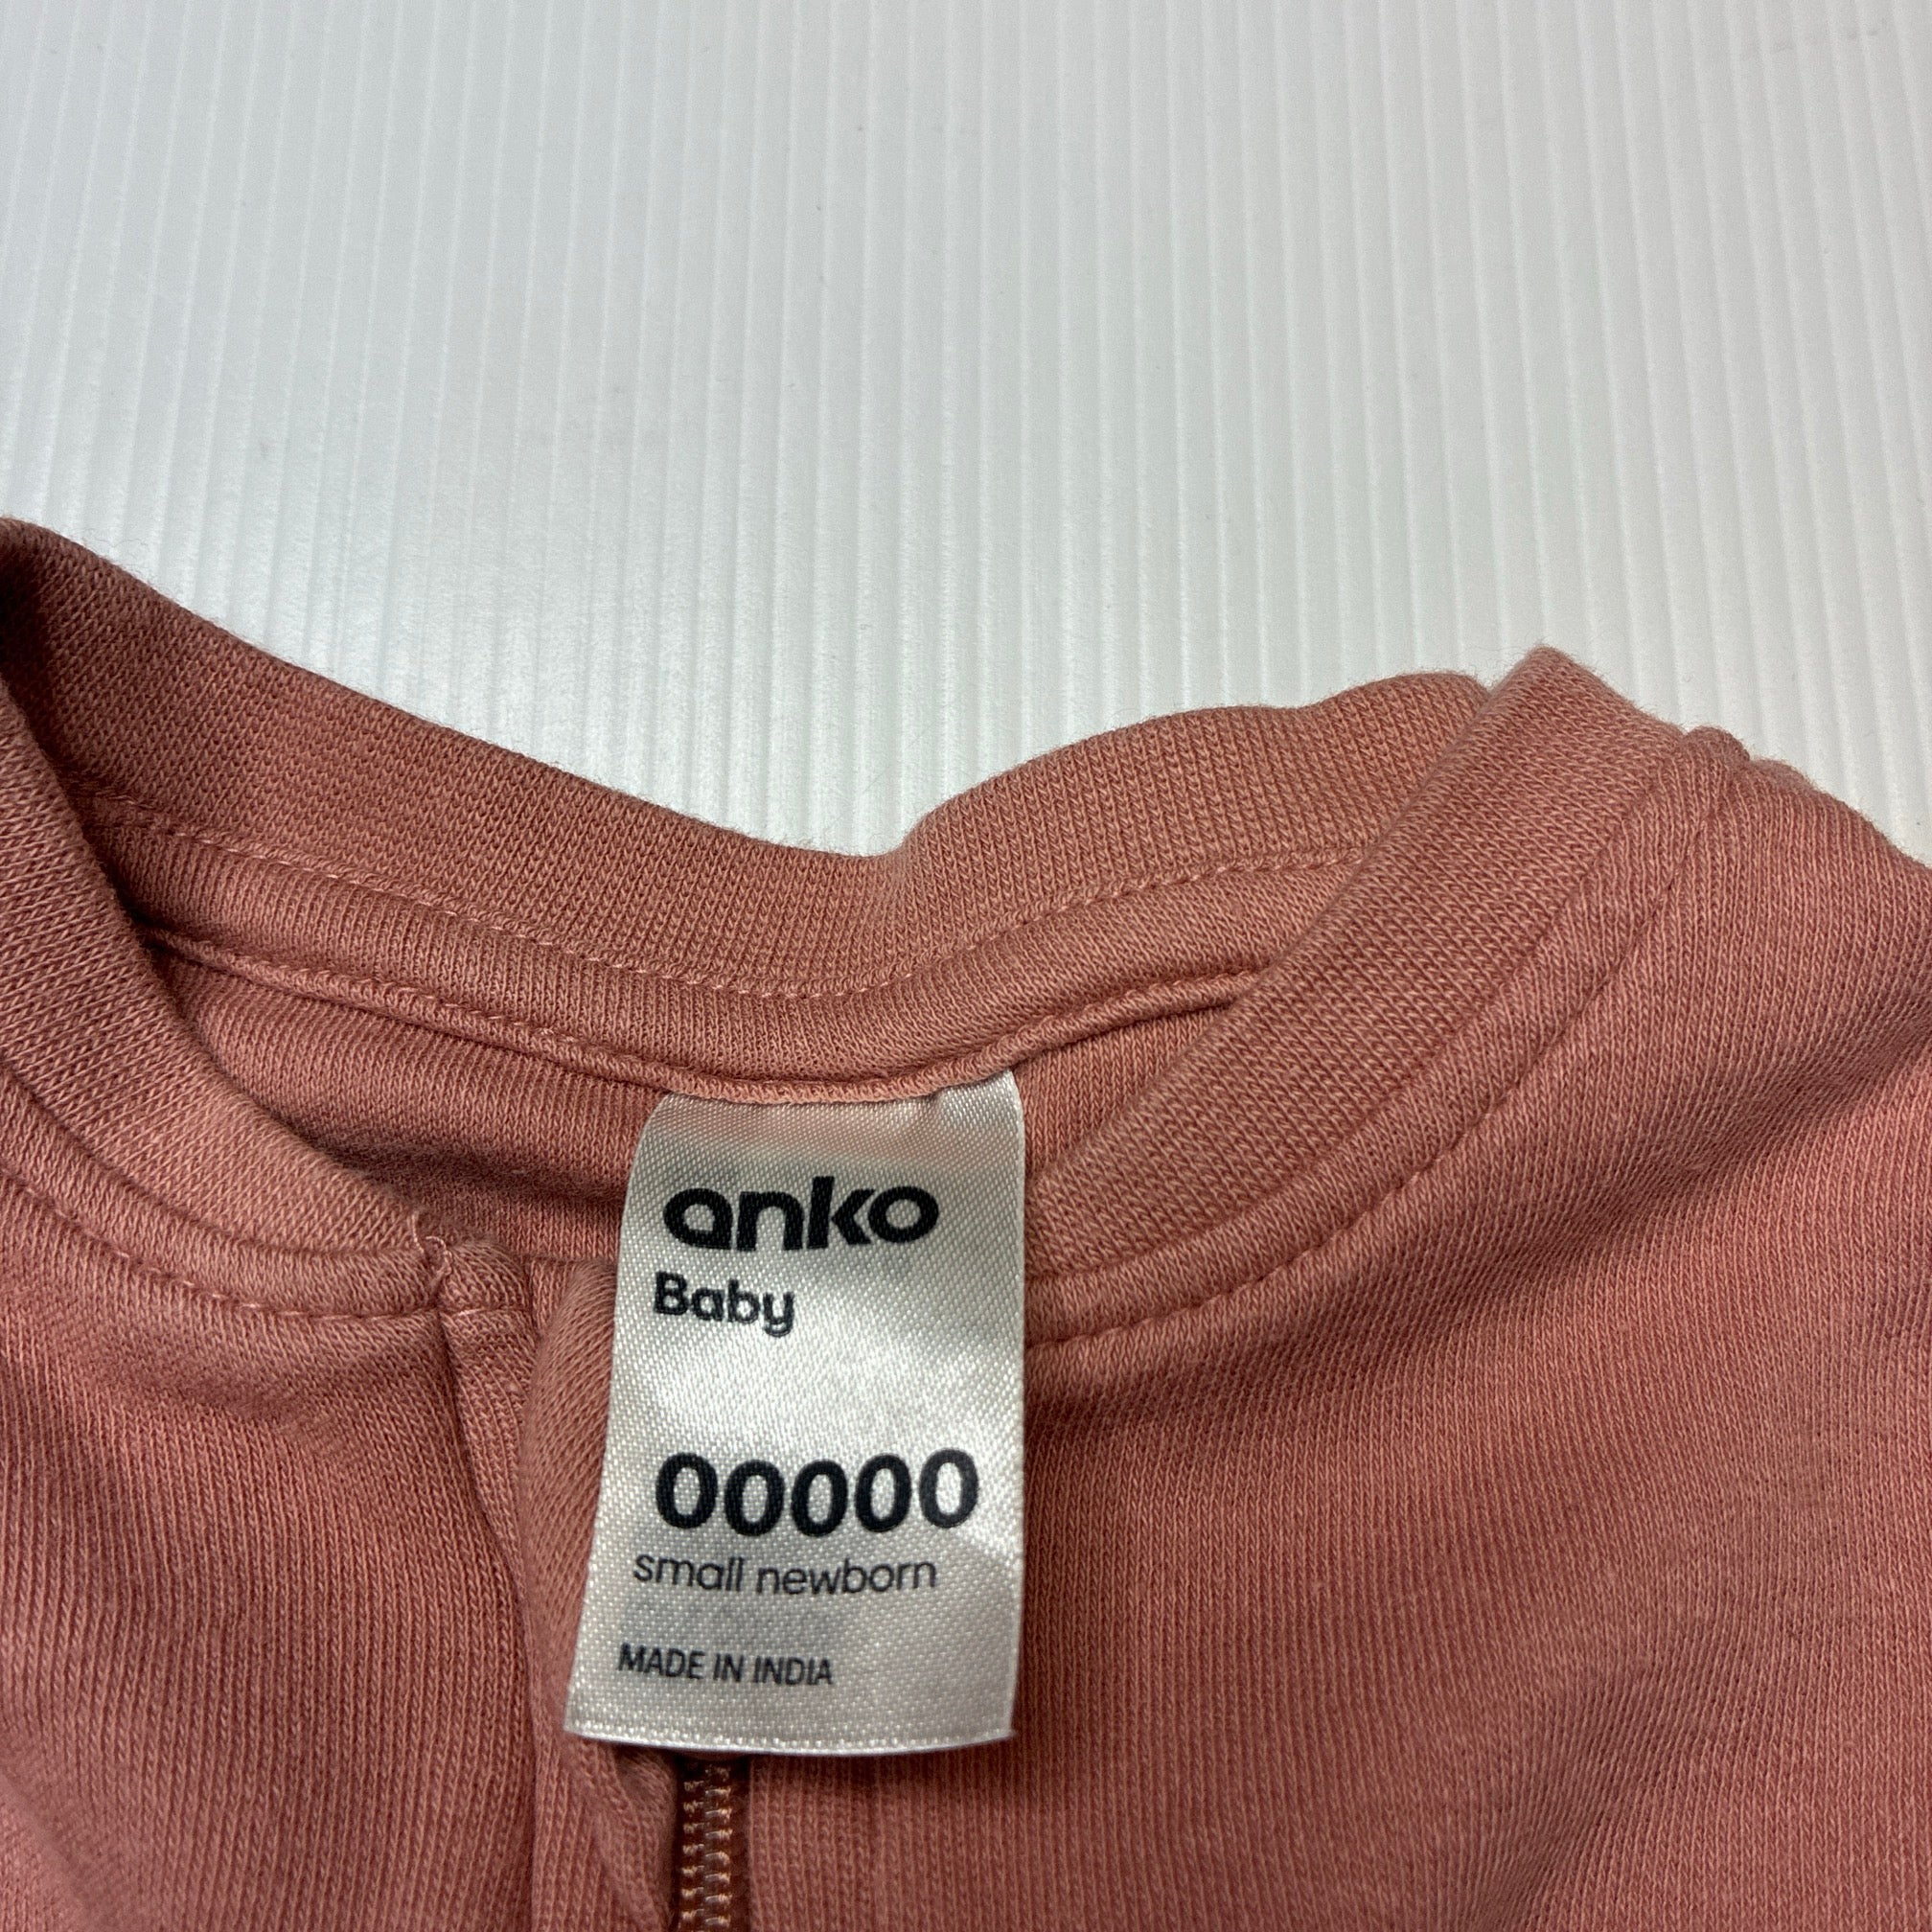 anko
Baby
00000
small newborn
MADE IN INDIA